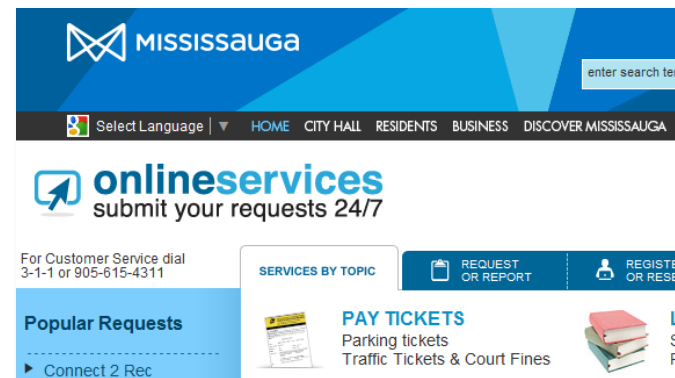 MISSISSaUGa
enter search
Select Language
HOME CITY HALL RESIDENTS BUSINESS DISCOVER MISSISSAUGA
onlineservices
submit your requests 24/7
For Customer Service dial
3-1-1 or 905-615-4311
SERVICES BY TOPIC
REQUEST
OR REPORT
OR
Popular Requests
Connect 2 Rec
PAY TICKETS
Parking tickets
Traffic Tickets & Court Fines